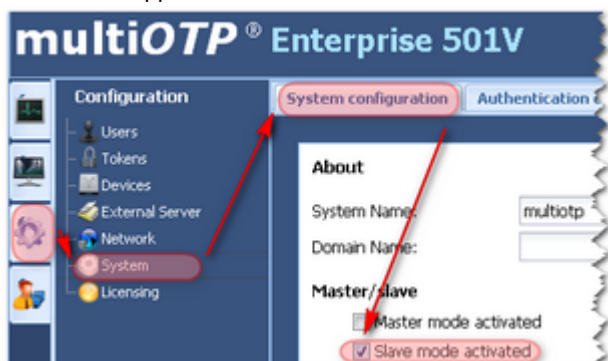 multiOTP ® Enterprise 501V
Configuration
Users
Tokens
Devices
External Server
Network
System
Licensing
System configuration Authentication
About
System Name: multiotp
Domain Name:
Master/slave
Master mode activated
Slave mode activated